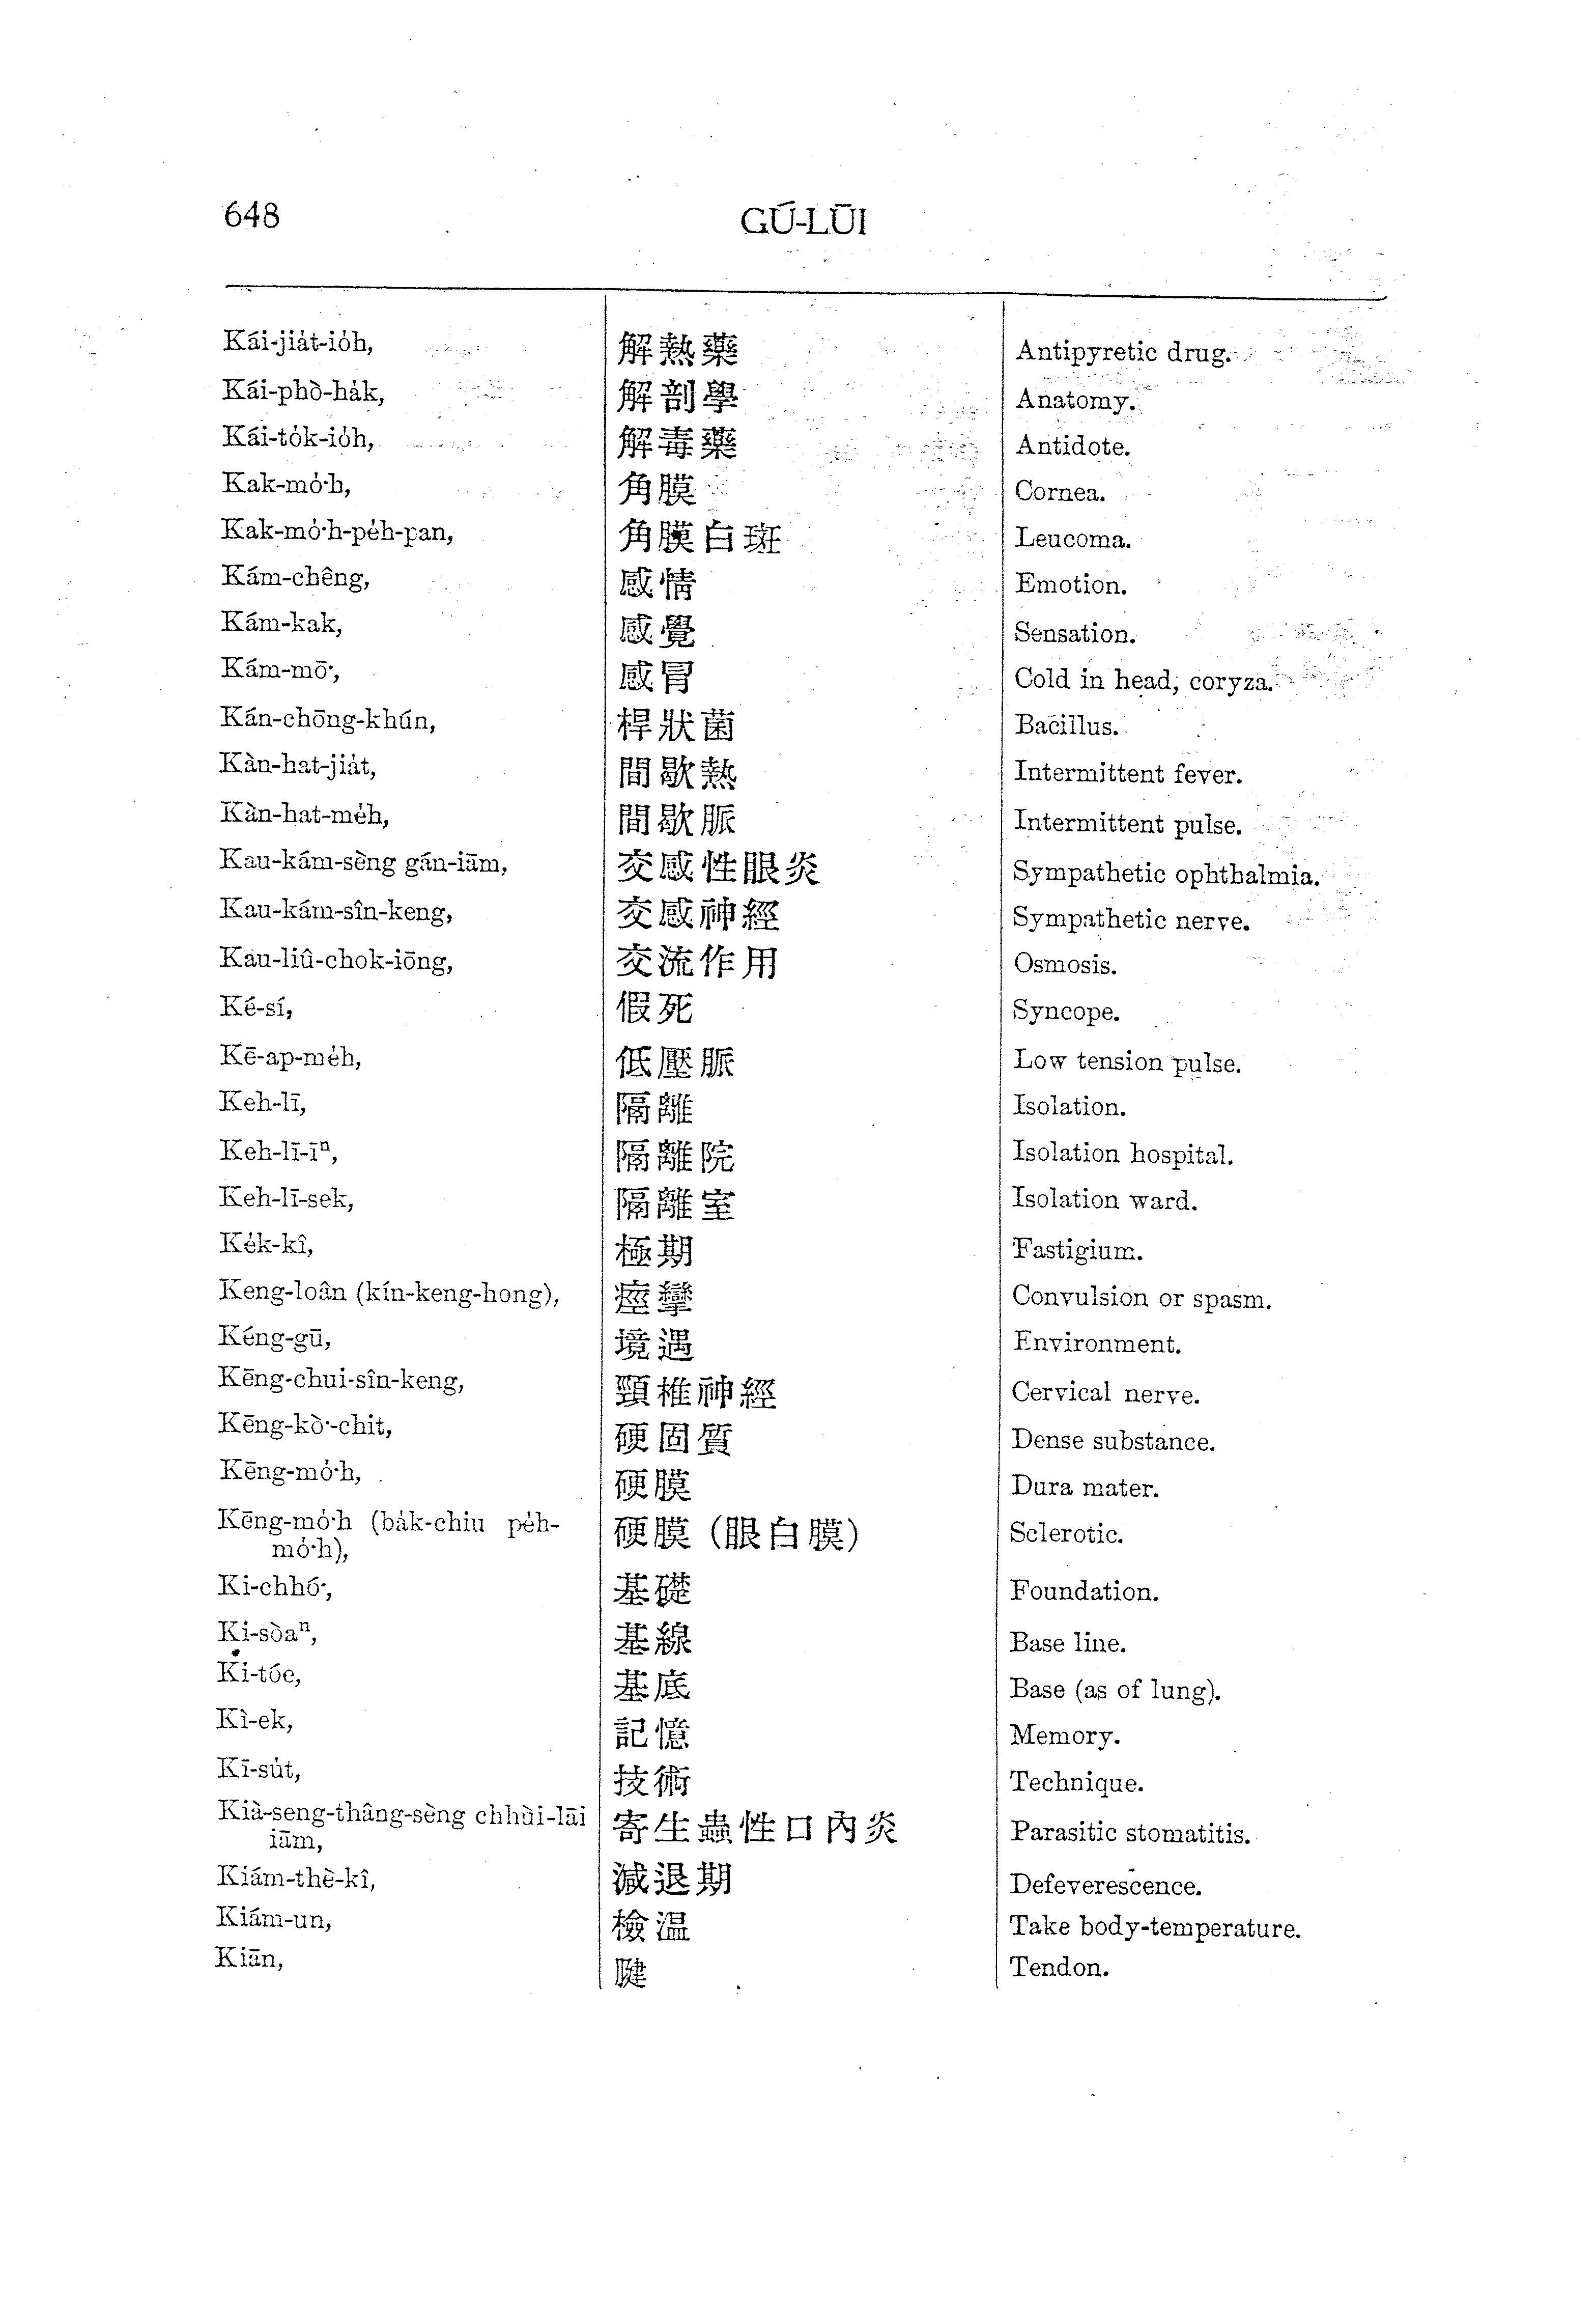 648 GÚ-LŪI
Kái-jia̍t-io̍h, 解熱藥 Antipyretic drug.
Kái-phò-ha̍k, 解剖學 Anatomy.
Kái-to̍k-io̍h, 解毒藥 Antidote.
Kak-mo̍͘h, 角膜 Cornea.
Kak-mo̍͘h-pe̍h-pan, 角膜白斑 Leucoma.
Kám-chêng, 感情 Emotion.
Kám-kak, 感覺 Sensation.
Kám-mō͘, 感冒 Cold in head, coryza.
Kán-chōng-khún, 桿狀菌 Bacillus.
Kàn-hat-jia̍t, 間歇熱 Intermittent fever.
Kàn-hat-me̍h, 間歇脈 Intermittent pulse.
Kau-kám-sèng gán-iām, 交感性眼炎 Sympathetic ophthalmia.
Kau-kám-sîn-keng, 交感神經 Sympathetic nerve.
Kau-liû-chok-iōng, 交流作用 Osmosis.
Ké-sí, 假死 Syncope.
Kē-ap-me̍h, 低壓脈 Low tension pulse.
Keh-lī, 隔離 Isolation.
Keh-lī-īⁿ, 隔離院 Isolation hospital.
Keh-lī-sek, 隔離室 Isolation ward.
Ke̍k-kî, 極期 Fastigium.
Keng-loân (kín-keng-hong), 痙攣 Convulsion or spasm.
Kéng-gū, 境遇 Environment.
Kēng-chui-sîn-keng, 頸椎神經 Cervical nerve.
Kēng-kò͘-chit, 硬固質 Dense substance.
Kēng-mo̍͘h, 硬膜 Dura mater.
Kēng-mo̍͘h (ba̍k-chiu pe̍h- 硬膜（眼白膜） Sclerotic.
mo̍͘h),
Ki-chhó͘, 基礎 Foundation.
Ki-sòaⁿ, 基線 Base line.
Ki-tóe, 基底 Base (as of lung).
Kì-ek, 記憶 Memory.
Kī-su̍t, 技術 Technique.
Kià-seng-thâng-sèng chhùi-lāi 寄生蟲性口內炎 Parasitic stomatitis.
iām,
Kiám-thè-kî, 減退期 Defeverescence.
Kiám-un, 檢溫 Take body-temperature.
Kiān, 腱 Tendon.